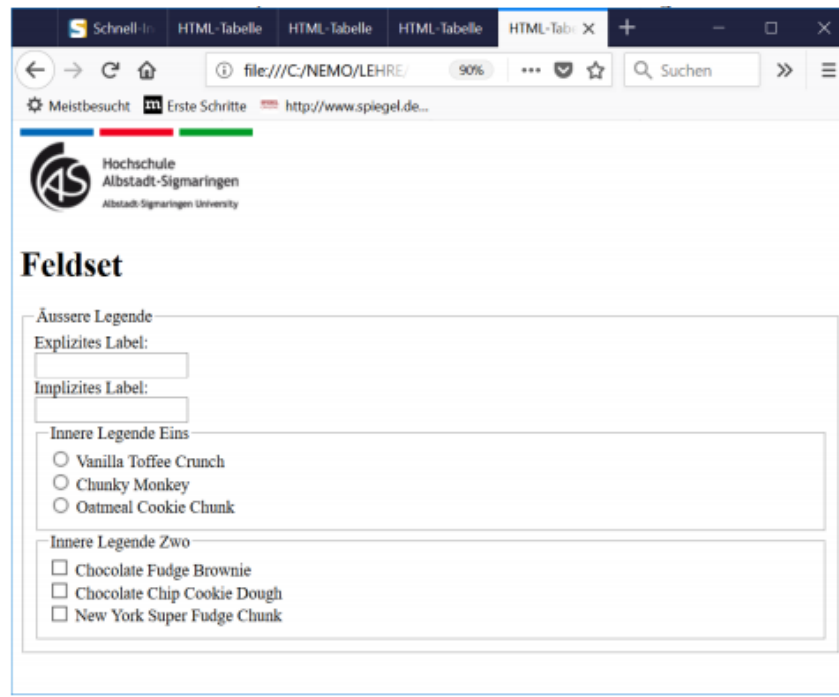 Schnell-In HTML-Tabelle HTML-Tabelle HTML-Tabelle HTML-Tab
file:///C:/NEMO/LEHRE/ 90% Suchen
Meistbesucht Erste Schritte http://www.spiegel.de...
Hochschule
Albstadt-Sigmaringen
Albstadt-Sigmaringen University
Feldset
Äussere Legende
Explizites Label:
Implizites Label:
Innere Legende Eins
Vanilla Toffee Crunch
Chunky Monkey
Oatmeal Cookie Chunk
Innere Legende Zwo
Chocolate Fudge Brownie
Chocolate Chip Cookie Dough
New York Super Fudge Chunk